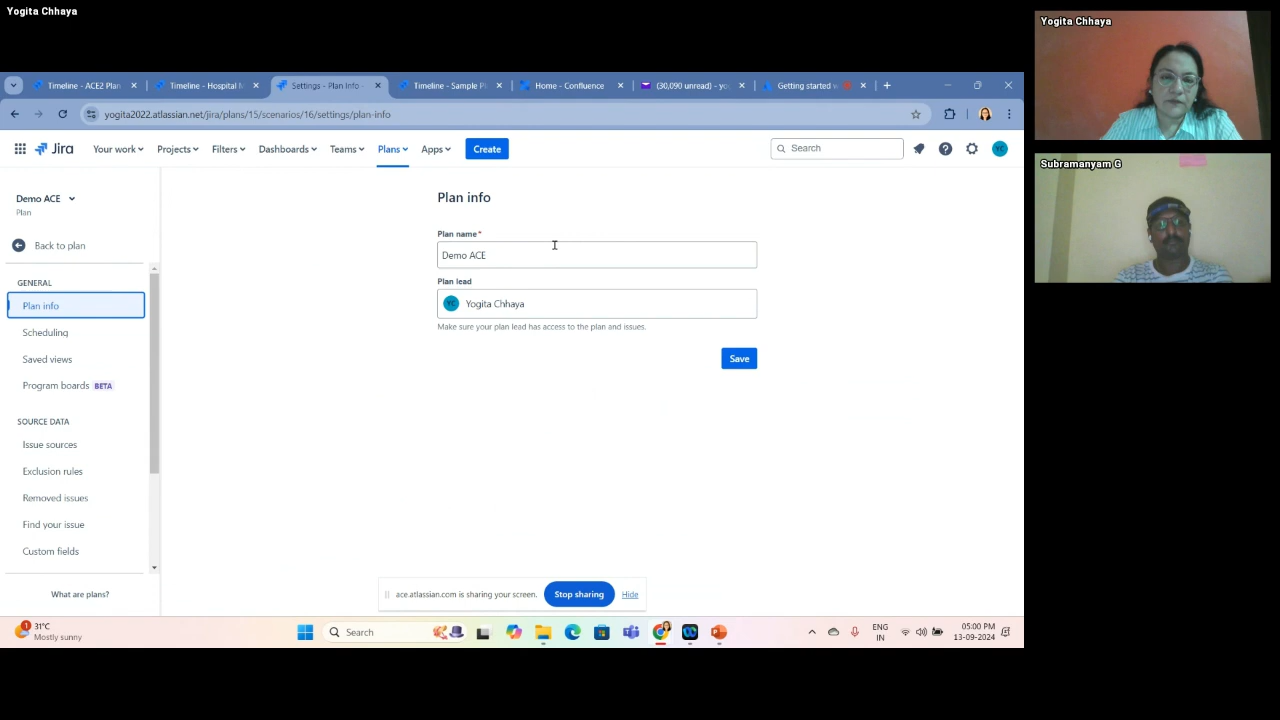 Yogita Chhaya
Yogita Chhaya
Subramanyam G
Timeline - ACE2 Plan
Timeline - Hospital M
Settings - Plan Info -
Timeline - Sample Pl
Home - Confluence
(30,090 unread) - yo
Getting started w
yogita2022.atlassian.net/jira/plans/15/scenarios/16/settings/plan-info
Jira
Your work
Projects
Filters
Dashboards
Teams
Plans
Apps
Create
Search
YC
Demo ACE
Plan
Back to plan
GENERAL
Plan info
Scheduling
Saved views
Program boards BETA
SOURCE DATA
Issue sources
Exclusion rules
Removed issues
Find your issue
Custom fields
What are plans?
Plan info
Plan name*
Demo ACE
Plan lead
YC Yogita Chhaya
Make sure your plan lead has access to the plan and issues.
Save
ace.atlassian.com is sharing your screen.
Stop sharing
Hide
1
31°C
Mostly sunny
Search
ENG
IN
05:00 PM
13-09-2024